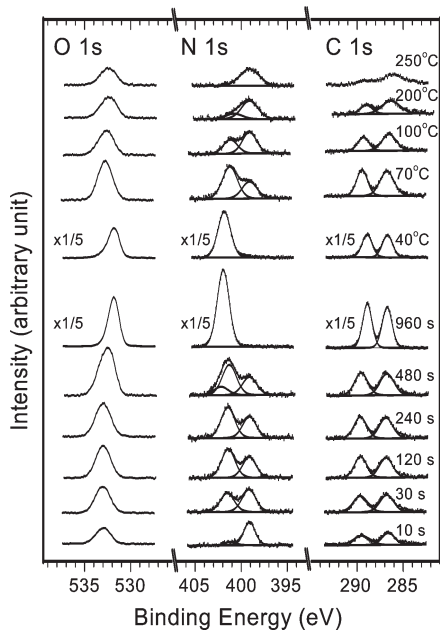 O 1s N 1s C 1s
250°C
200°C
100°C
70°C
x1/5 x1/5 x1/5 40°C
x1/5 x1/5 x1/5 960 s
480 s
240 s
120 s
30 s
10 s
Intensity (arbitrary unit)
535 530 405 400 395 290 285
Binding Energy (eV)